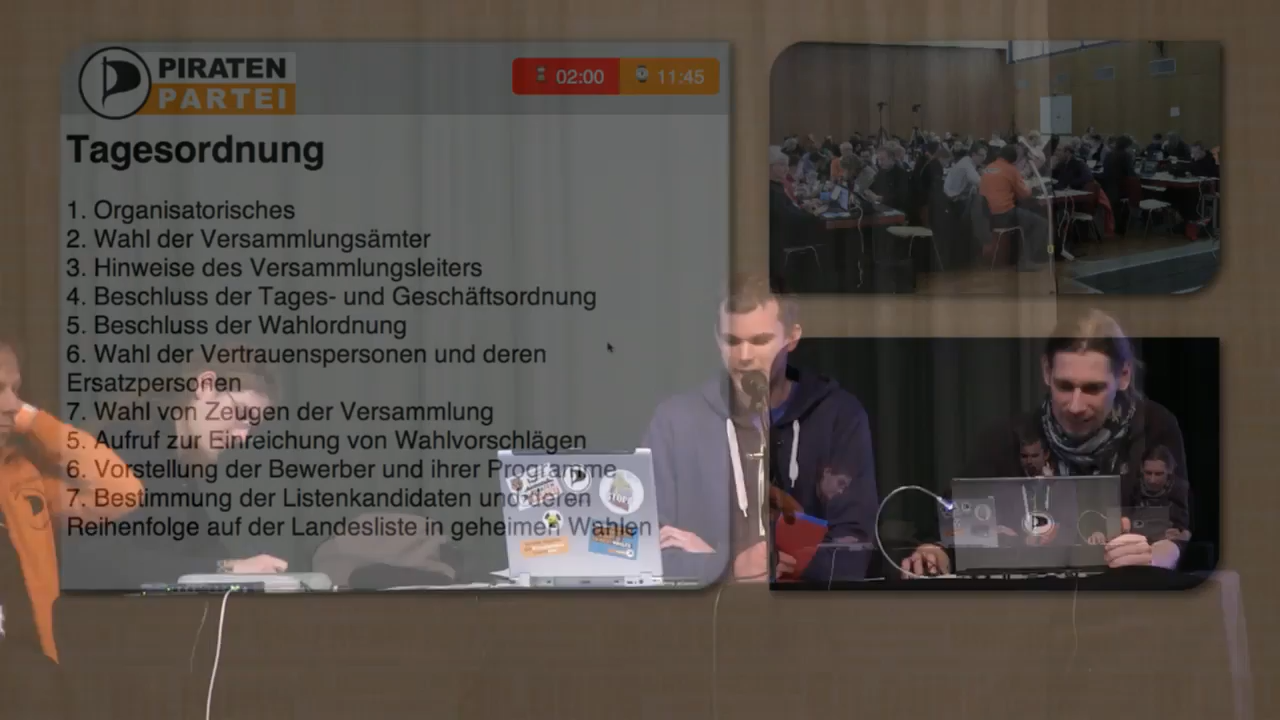 PIRATEN
PARTEI
02:00
11:45
Tagesordnung
1. Organisatorisches
2. Wahl der Versammlungsämter
3. Hinweise des Versammlungsleiters
4. Beschluss der Tages- und Geschäftsordnung
5. Beschluss der Wahlordnung
6. Wahl der Vertrauenspersonen und deren
Ersatzpersonen
7. Wahl von Zeugen der Versammlung
5. Aufruf zur Einreichung von Wahlvorschlägen
6. Vorstellung der Bewerber und ihrer Programme
7. Bestimmung der Listenkandidaten und deren
Reihenfolge auf der Landesliste in geheimen Wahlen
STOP